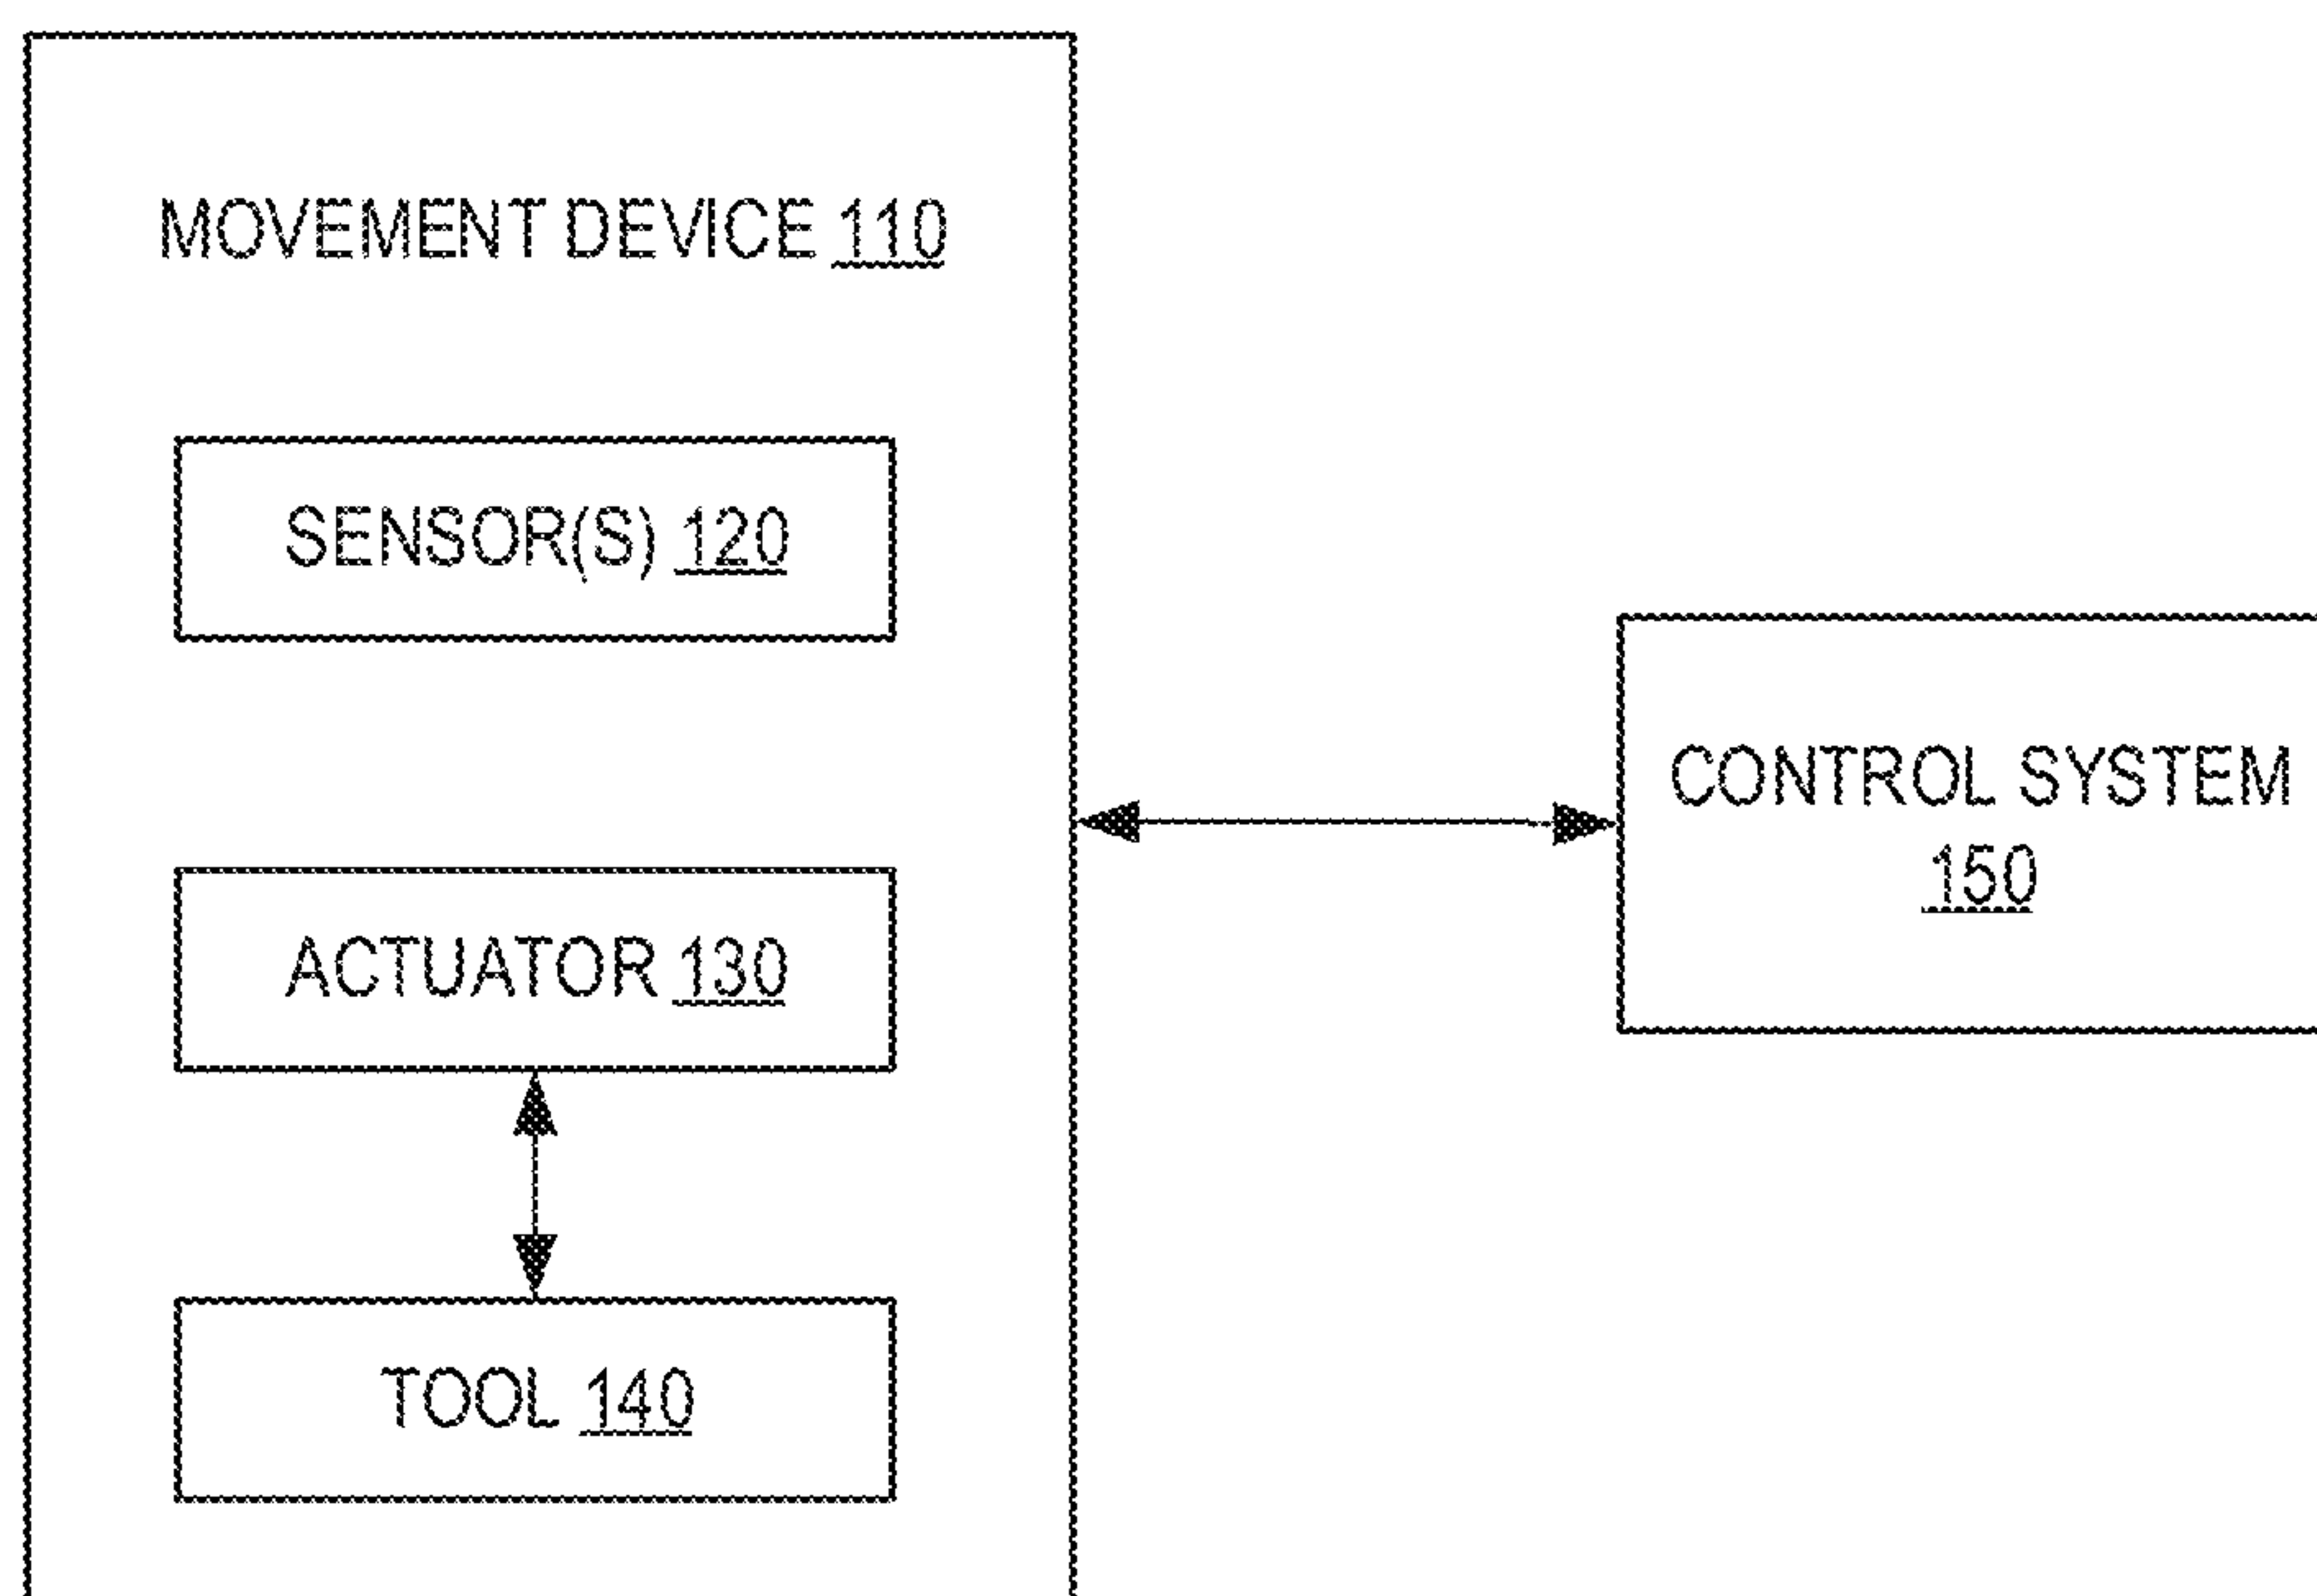 MOVEMENT DEVICE 110
SENSOR(S) 120
ACTUATOR 130
TOOL 140
CONTROL SYSTEM
150